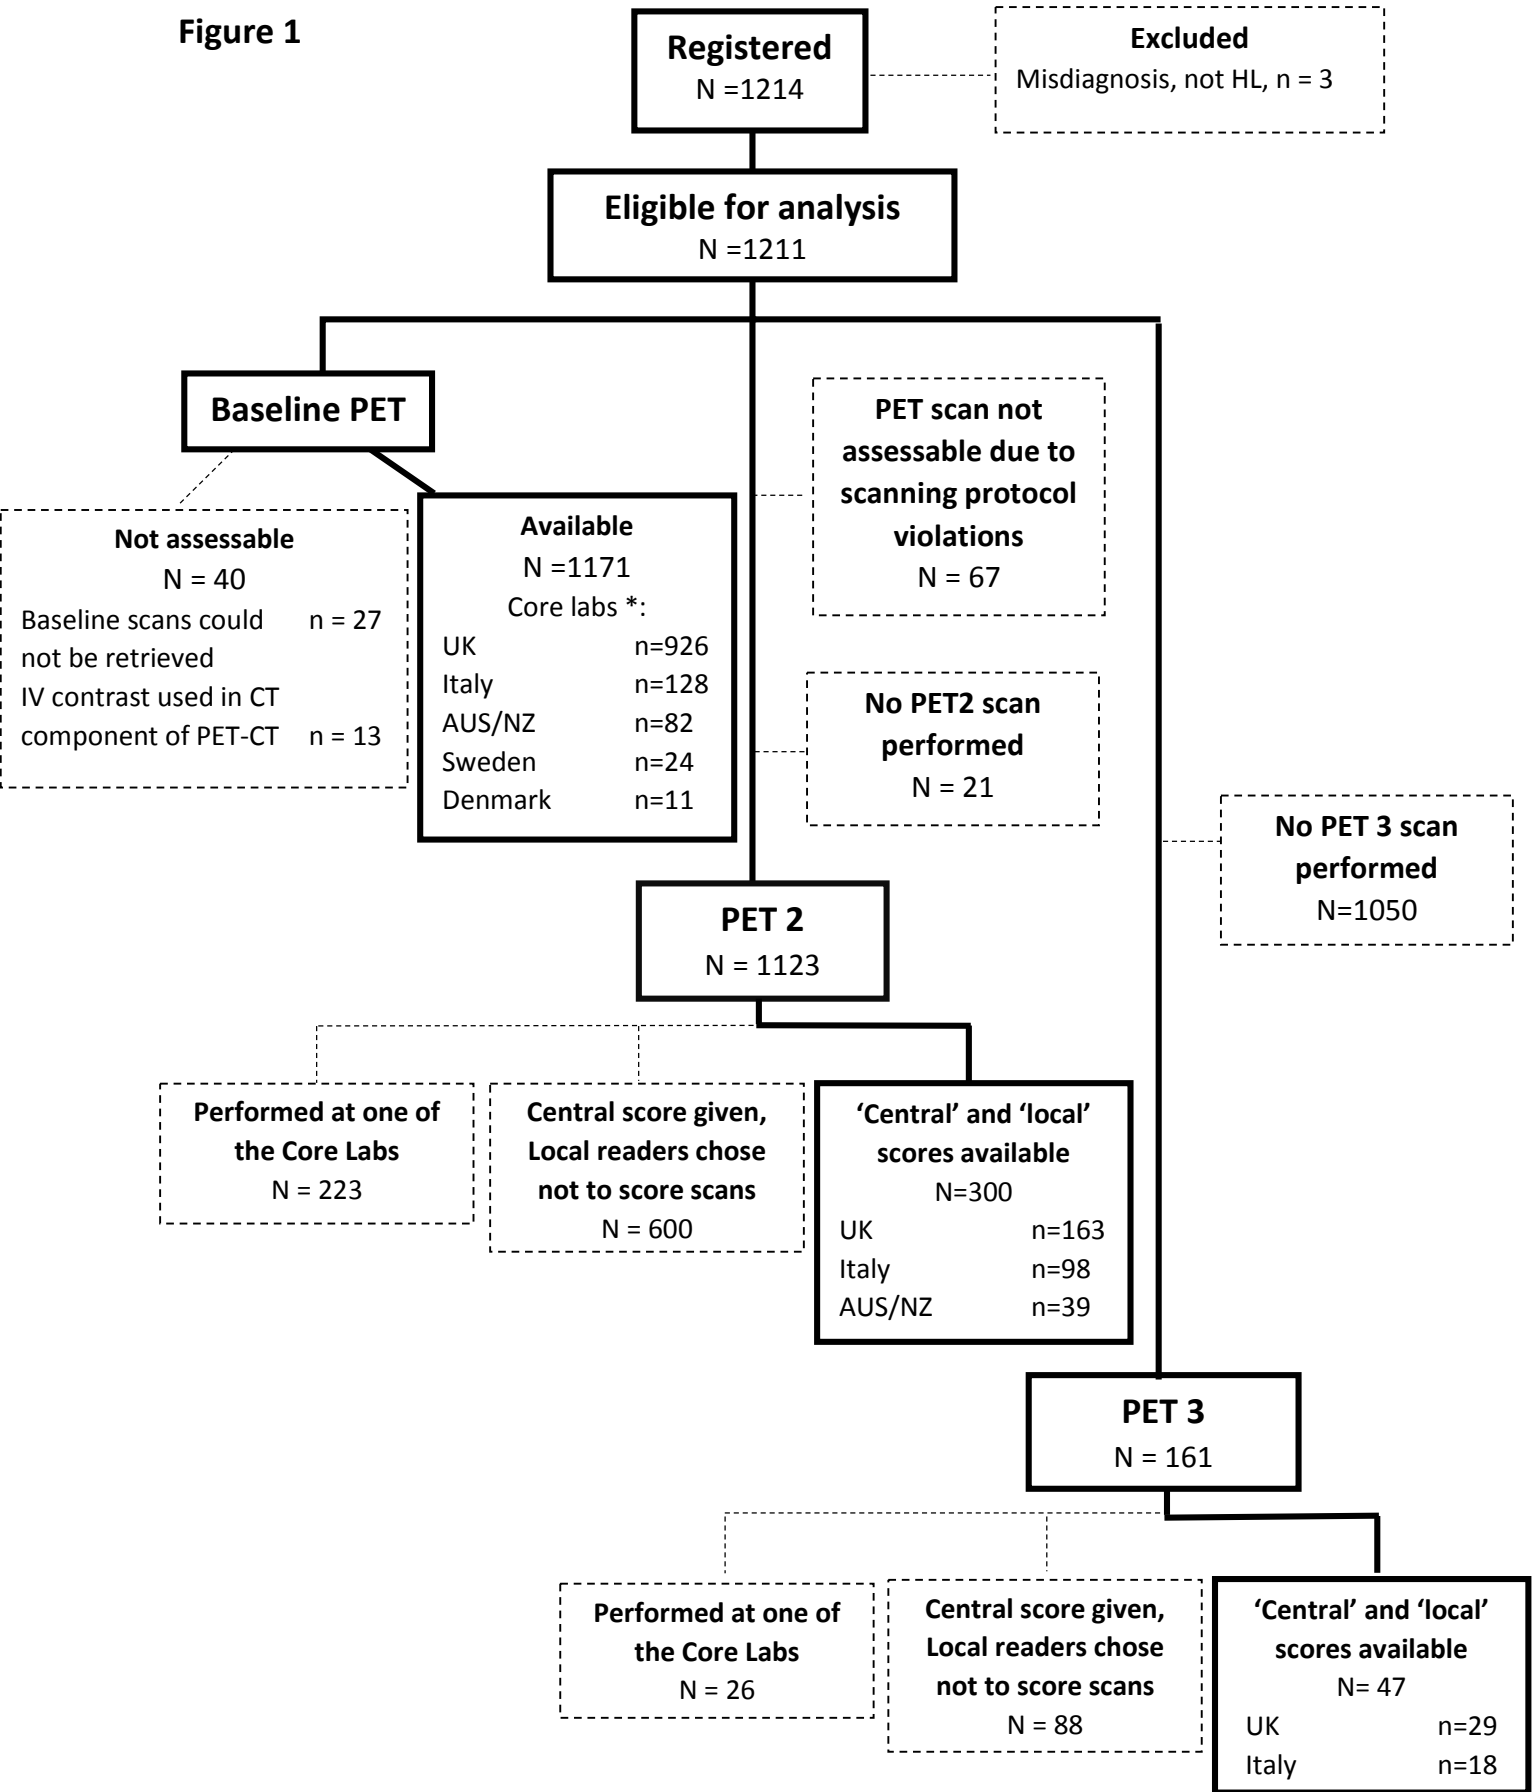 Figure 1
Registered
N =1214
Excluded
Misdiagnosis, not HL, n = 3
Eligible for analysis
N =1211
Baseline PET
Not assessable
N = 40
Baseline scans could n = 27
not be retrieved
IV contrast used in CT
component of PET-CT n = 13
Available
N =1171
Core labs *:
UK n=926
Italy n=128
AUS/NZ n=82
Sweden n=24
Denmark n=11
PET scan not
assessable due to
scanning protocol
violations
N = 67
No PET2 scan
performed
N = 21
No PET 3 scan
performed
N=1050
PET 2
N = 1123
Performed at one of
the Core Labs
N = 223
Central score given,
Local readers chose
not to score scans
N = 600
‘Central’ and ‘local’
scores available
N=300
UK n=163
Italy n=98
AUS/NZ n=39
PET 3
N = 161
Performed at one of
the Core Labs
N = 26
Central score given,
Local readers chose
not to score scans
N = 88
‘Central’ and ‘local’
scores available
N= 47
UK n=29
Italy n=18